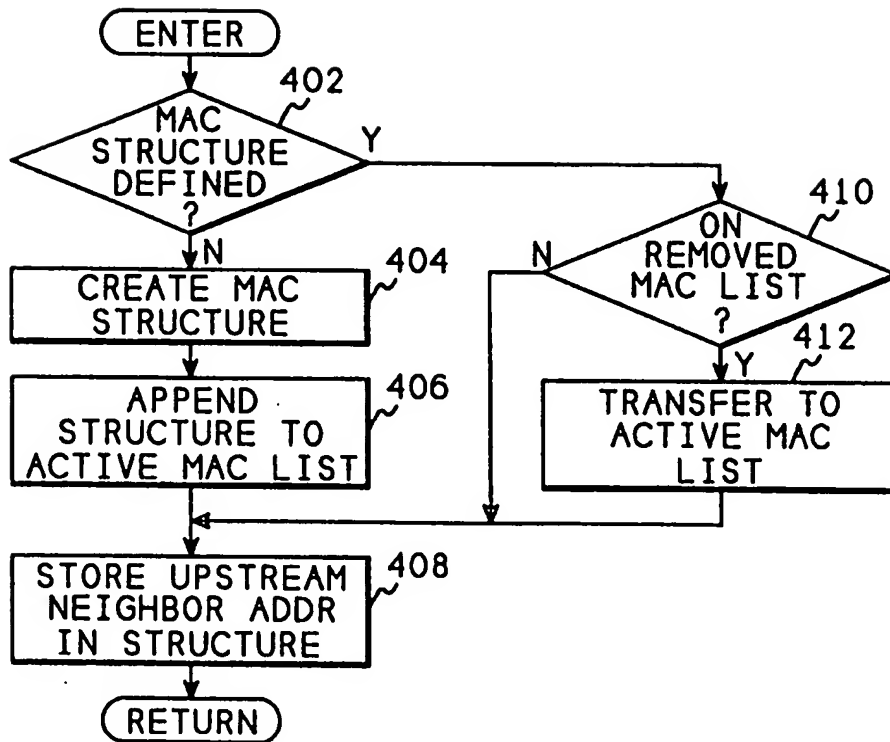 ENTER
402
MAC
STRUCTURE
DEFINED
?
Y
N
404
CREATE MAC
STRUCTURE
406
APPEND
STRUCTURE TO
ACTIVE MAC LIST
410
ON
REMOVED
MAC LIST
?
N
Y
412
TRANSFER TO
ACTIVE MAC
LIST
408
STORE UPSTREAM
NEIGHBOR ADDR
IN STRUCTURE
RETURN